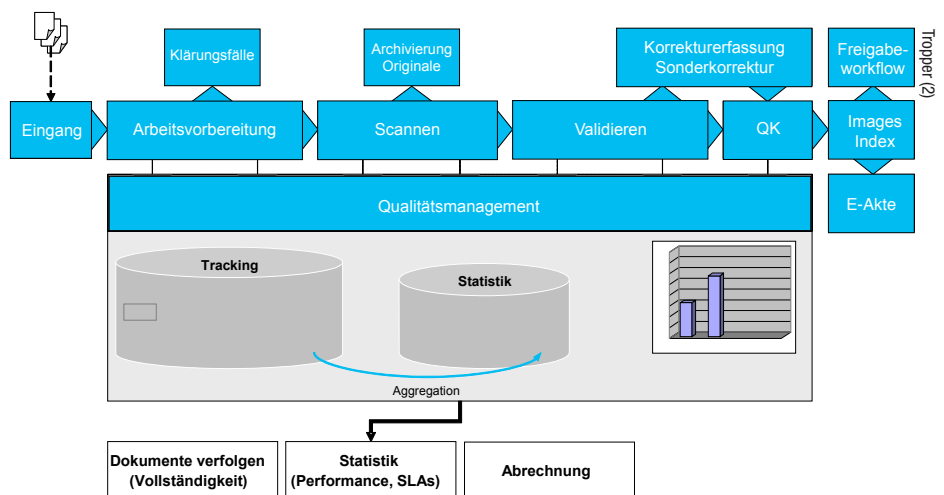 Klärungsfälle
Archivierung
Originale
Korrekturerfassung
Sonderkorrektur
Freigabe-
workflow
Tropper (2)
Eingang
Arbeitsvorbereitung
Scannen
Validieren
QK
Images
Index
Qualitätsmanagement
E-Akte
Tracking
Statistik
Aggregation
Dokumente verfolgen
(Vollständigkeit)
Statistik
(Performance, SLAs)
Abrechnung